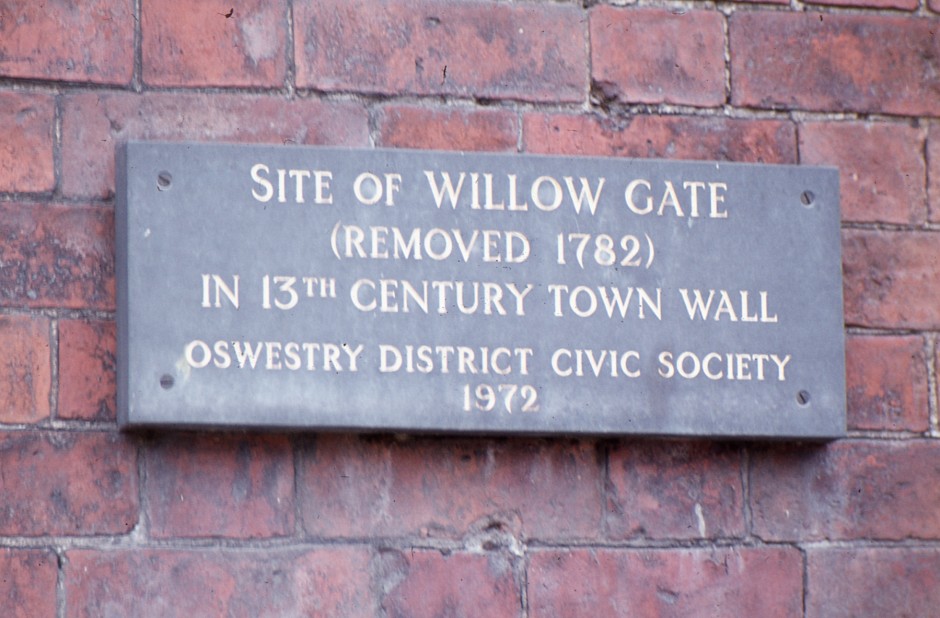 SITE OF WILLOW GATE
(REMOVED 1782)
IN 13TH CENTURY TOWN WALL
OSWESTRY DISTRICT CIVIC SOCIETY
1972